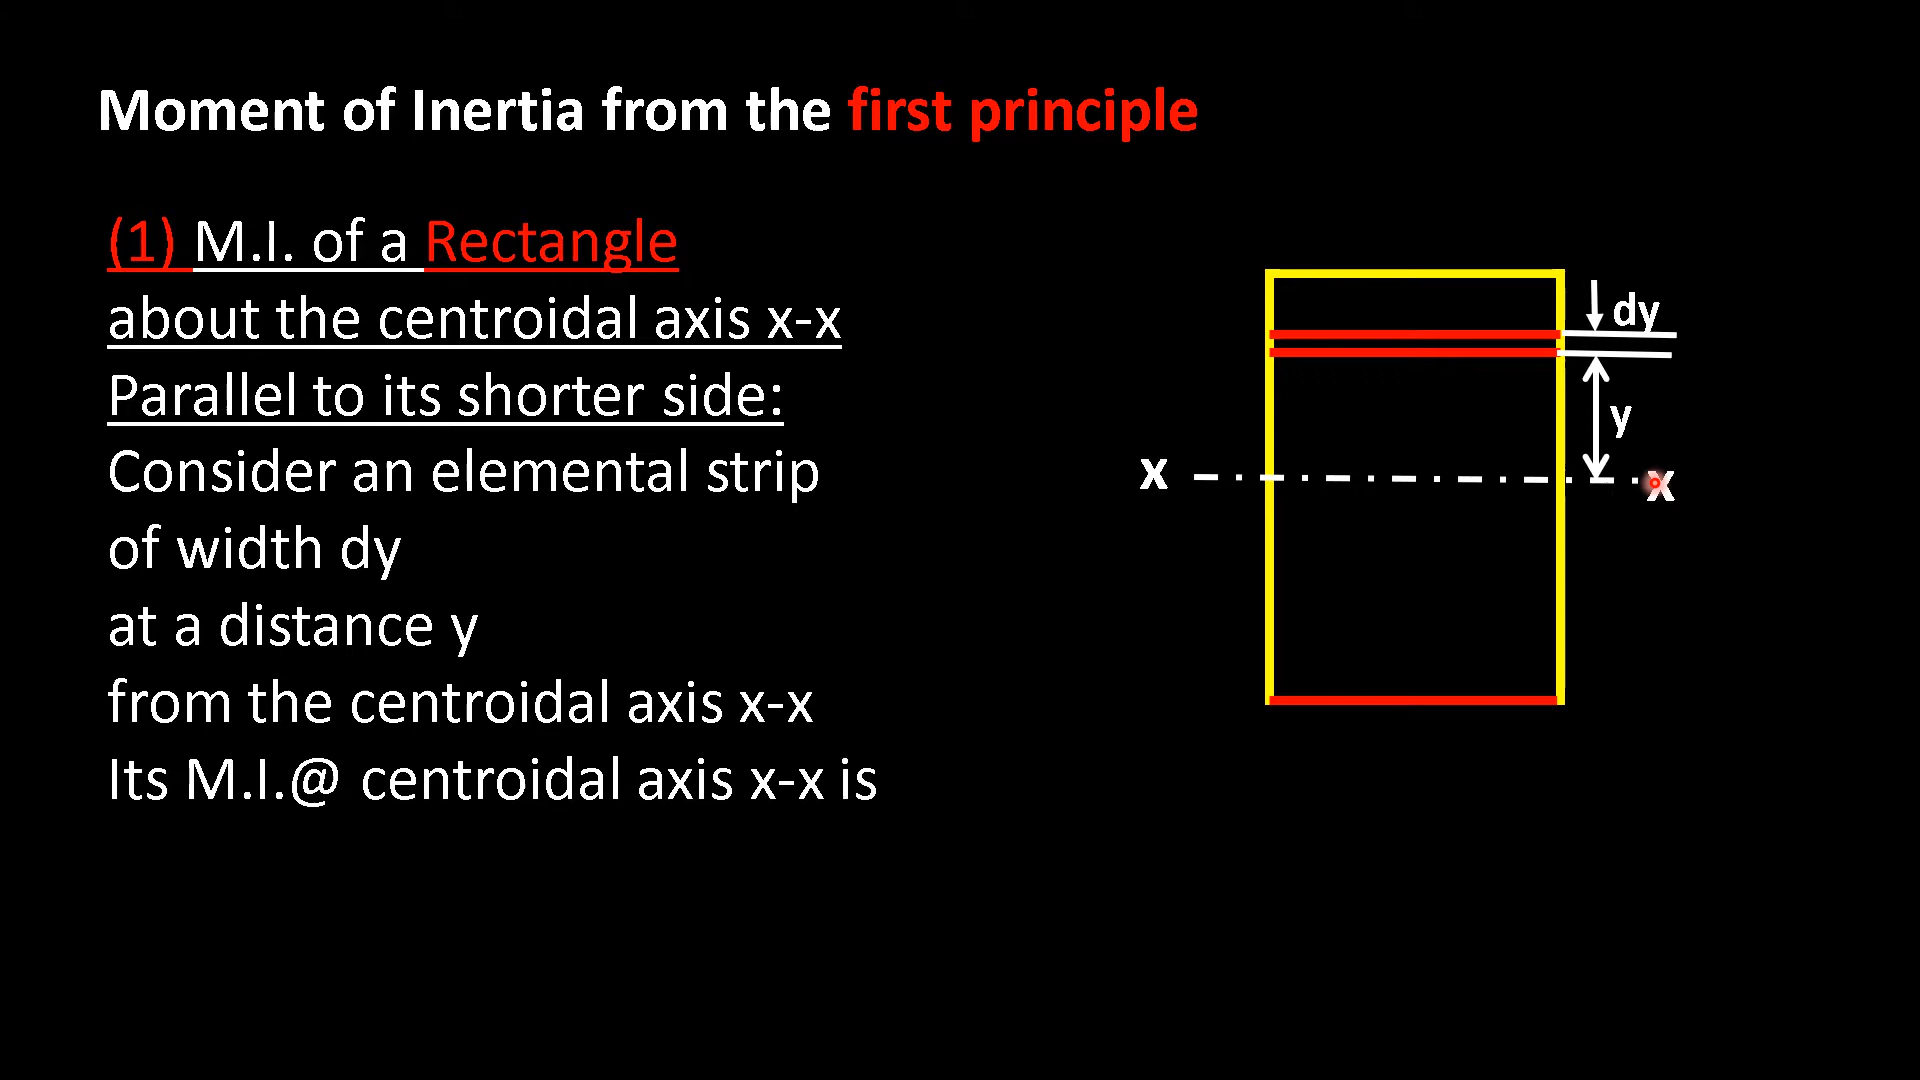 Moment of Inertia from the first principle
(1) M.I. of a Rectangle
about the centroidal axis x-x
Parallel to its shorter side:
Consider an elemental strip
of width dy
at a distance y
from the centroidal axis x-x
Its M.I.@ centroidal axis x-x is
dy
y
x
x